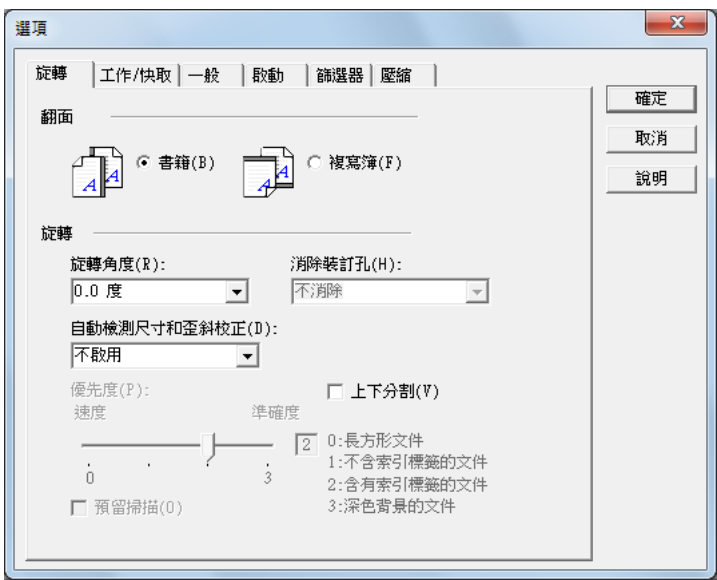 選項
旋轉 工作/快取 一般 啟動 篩選器 壓縮
確定
取消
說明
翻面
A A 書籍(B) A A 複寫簿(F)
旋轉
旋轉角度(R): 消除裝訂孔(H):
0.0 度 不消除
自動檢測尺寸和歪斜校正(D):
不啟用
優先度(P): 上下分割(V)
速度 準確度
2
0 3
0:長方形文件
1:不含索引標籤的文件
2:含有索引標籤的文件
3:深色背景的文件
預留掃描(O)